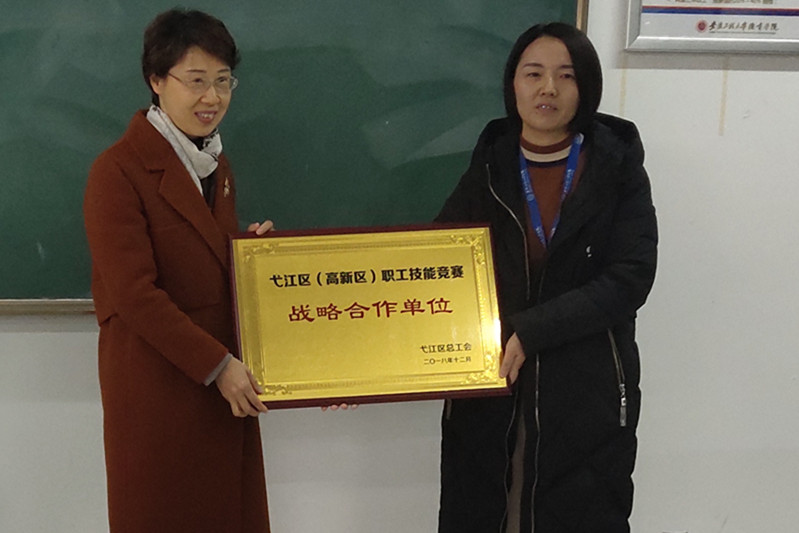 弋江区（高新区）职工技能竞赛
战略合作单位
弋江区总工会
二〇一八年十二月